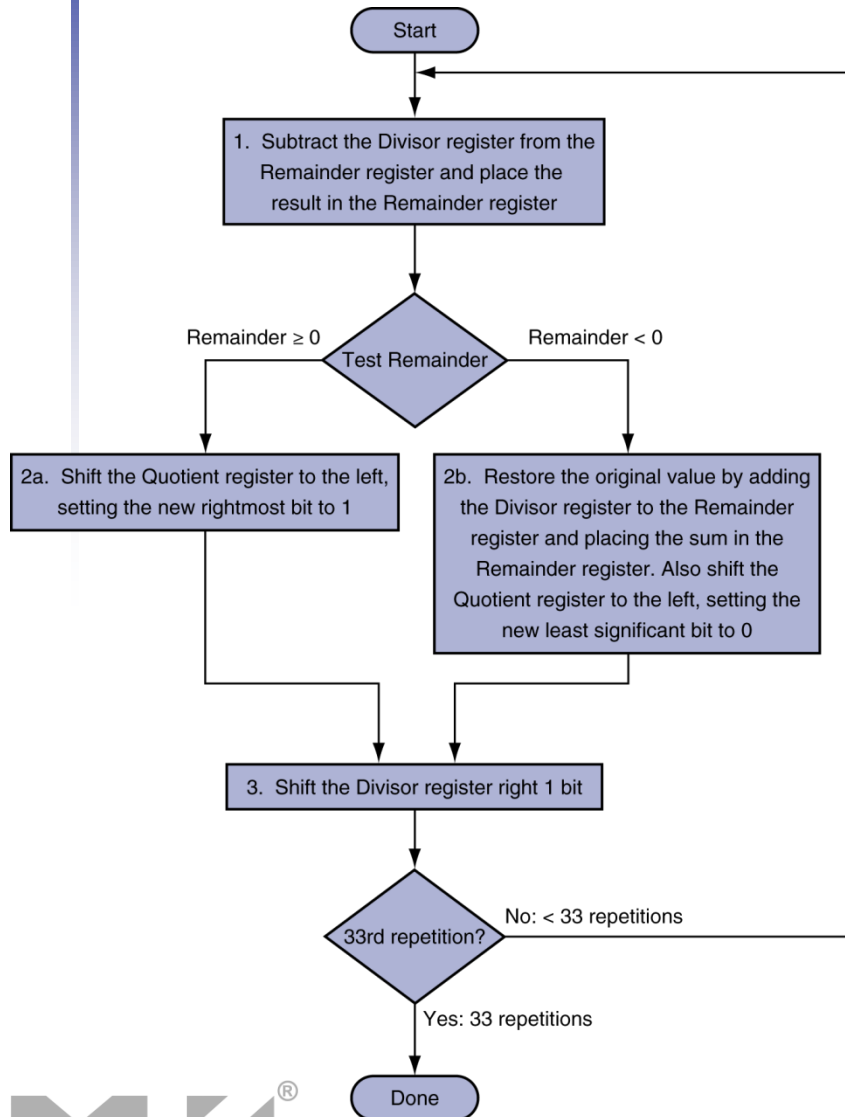 Start
1. Subtract the Divisor register from the
Remainder register and place the
result in the Remainder register
Remainder ≥ 0
Remainder < 0
Test Remainder
2a. Shift the Quotient register to the left,
setting the new rightmost bit to 1
2b. Restore the original value by adding
the Divisor register to the Remainder
register and placing the sum in the
Remainder register. Also shift the
Quotient register to the left, setting the
new least significant bit to 0
3. Shift the Divisor register right 1 bit
33rd repetition?
No: < 33 repetitions
Yes: 33 repetitions
®
Done